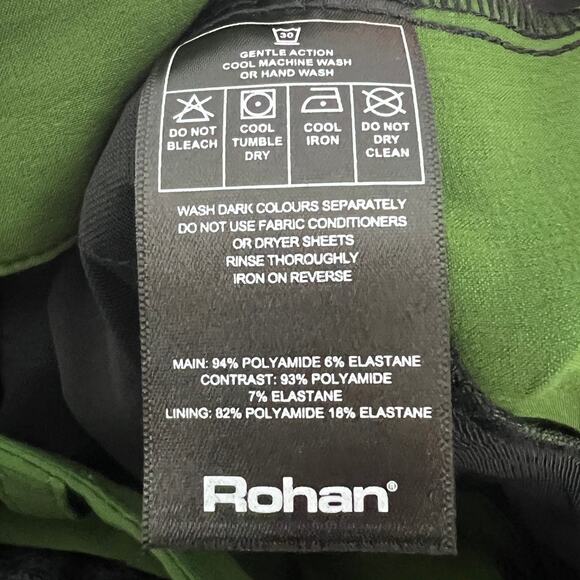 30
GENTLE ACTION
COOL MACHINE WASH
OR HAND WASH
DO NOT
BLEACH
COOL
TUMBLE
DRY
COOL
IRON
DO NOT
DRY
CLEAN
WASH DARK COLOURS SEPARATELY
DO NOT USE FABRIC CONDITIONERS
OR DRYER SHEETS
RINSE THOROUGHLY
IRON ON REVERSE
MAIN: 94% POLYAMIDE 6% ELASTANE
CONTRAST: 93% POLYAMIDE
7% ELASTANE
LINING: 82% POLYAMIDE 18% ELASTANE
Rohan®